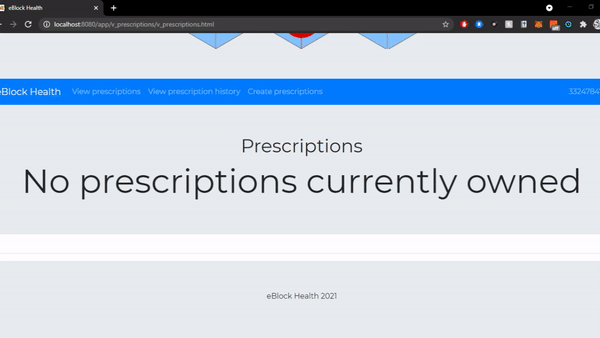 eBlock Health
localhost:8080/app/v_prescriptions/v_prescriptions.html
eBlock Health View prescriptions View prescription history Create prescriptions 3324784
Prescriptions
No prescriptions currently owned
eBlock Health 2021